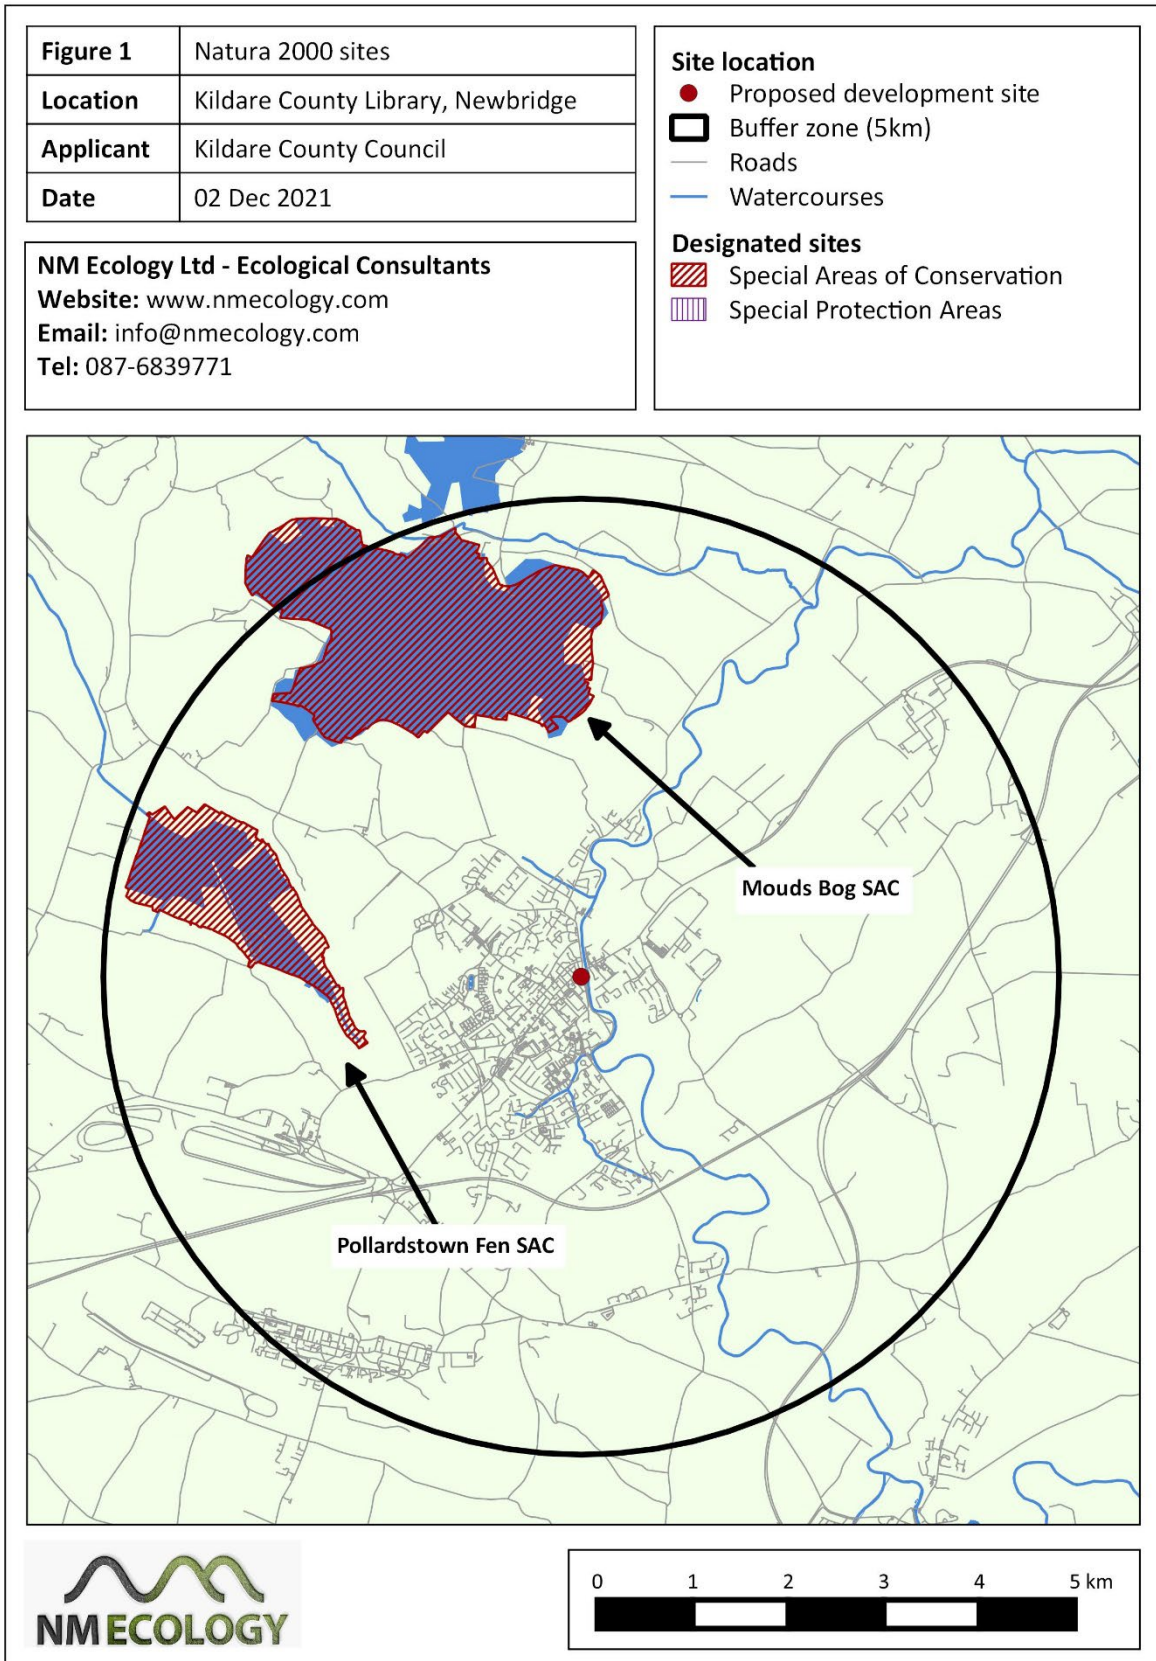 Figure 1 Natura 2000 sites
Location Kildare County Library, Newbridge
Applicant Kildare County Council
Date 02 Dec 2021
NM Ecology Ltd - Ecological Consultants
Website: www.nmecology.com
Email: info@nmecology.com
Tel: 087-6839771
Site location
Proposed development site
Buffer zone (5km)
Roads
Watercourses
Designated sites
Special Areas of Conservation
Special Protection Areas
Mouds Bog SAC
Pollardstown Fen SAC
NMECOLOGY
0 1 2 3 4 5 km